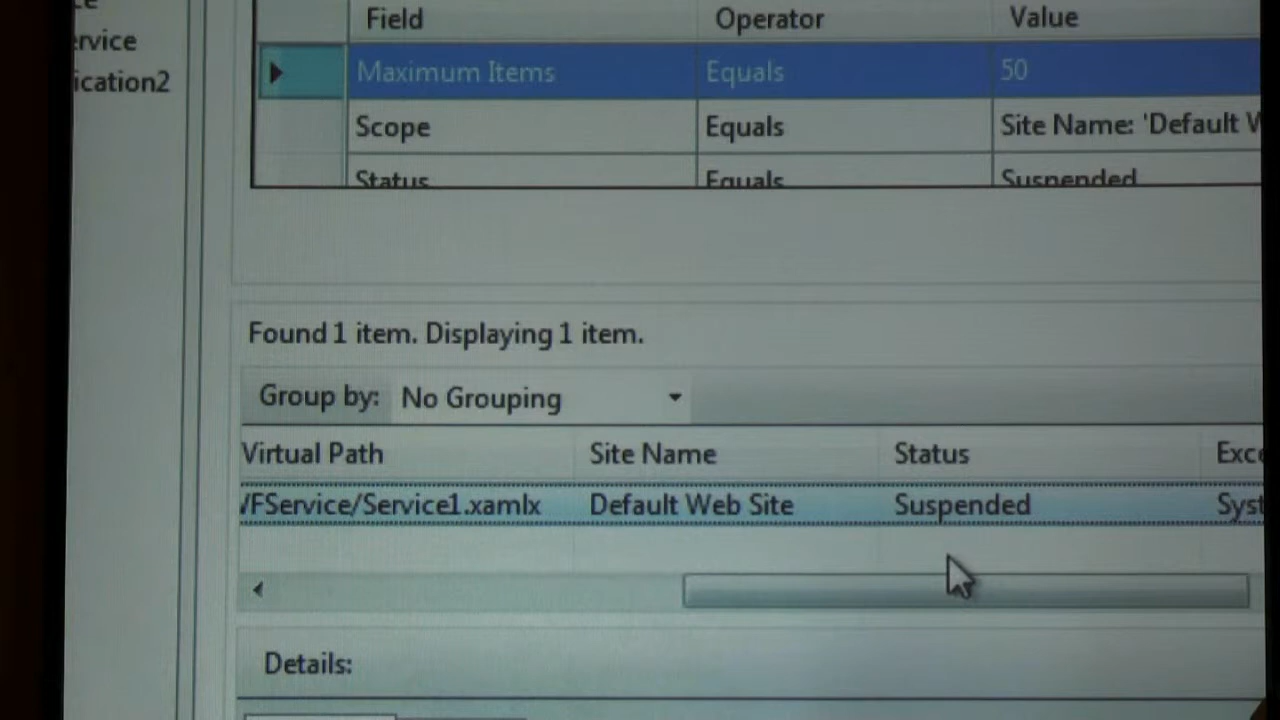 rvice
ication2
Field Operator Value
Maximum Items Equals 50
Scope Equals Site Name: 'Default W
Status Equals Suspended
Found 1 item. Displaying 1 item.
Group by: No Grouping
Virtual Path Site Name Status Exce
/FService/Service1.xamlx Default Web Site Suspended Syst
Details: